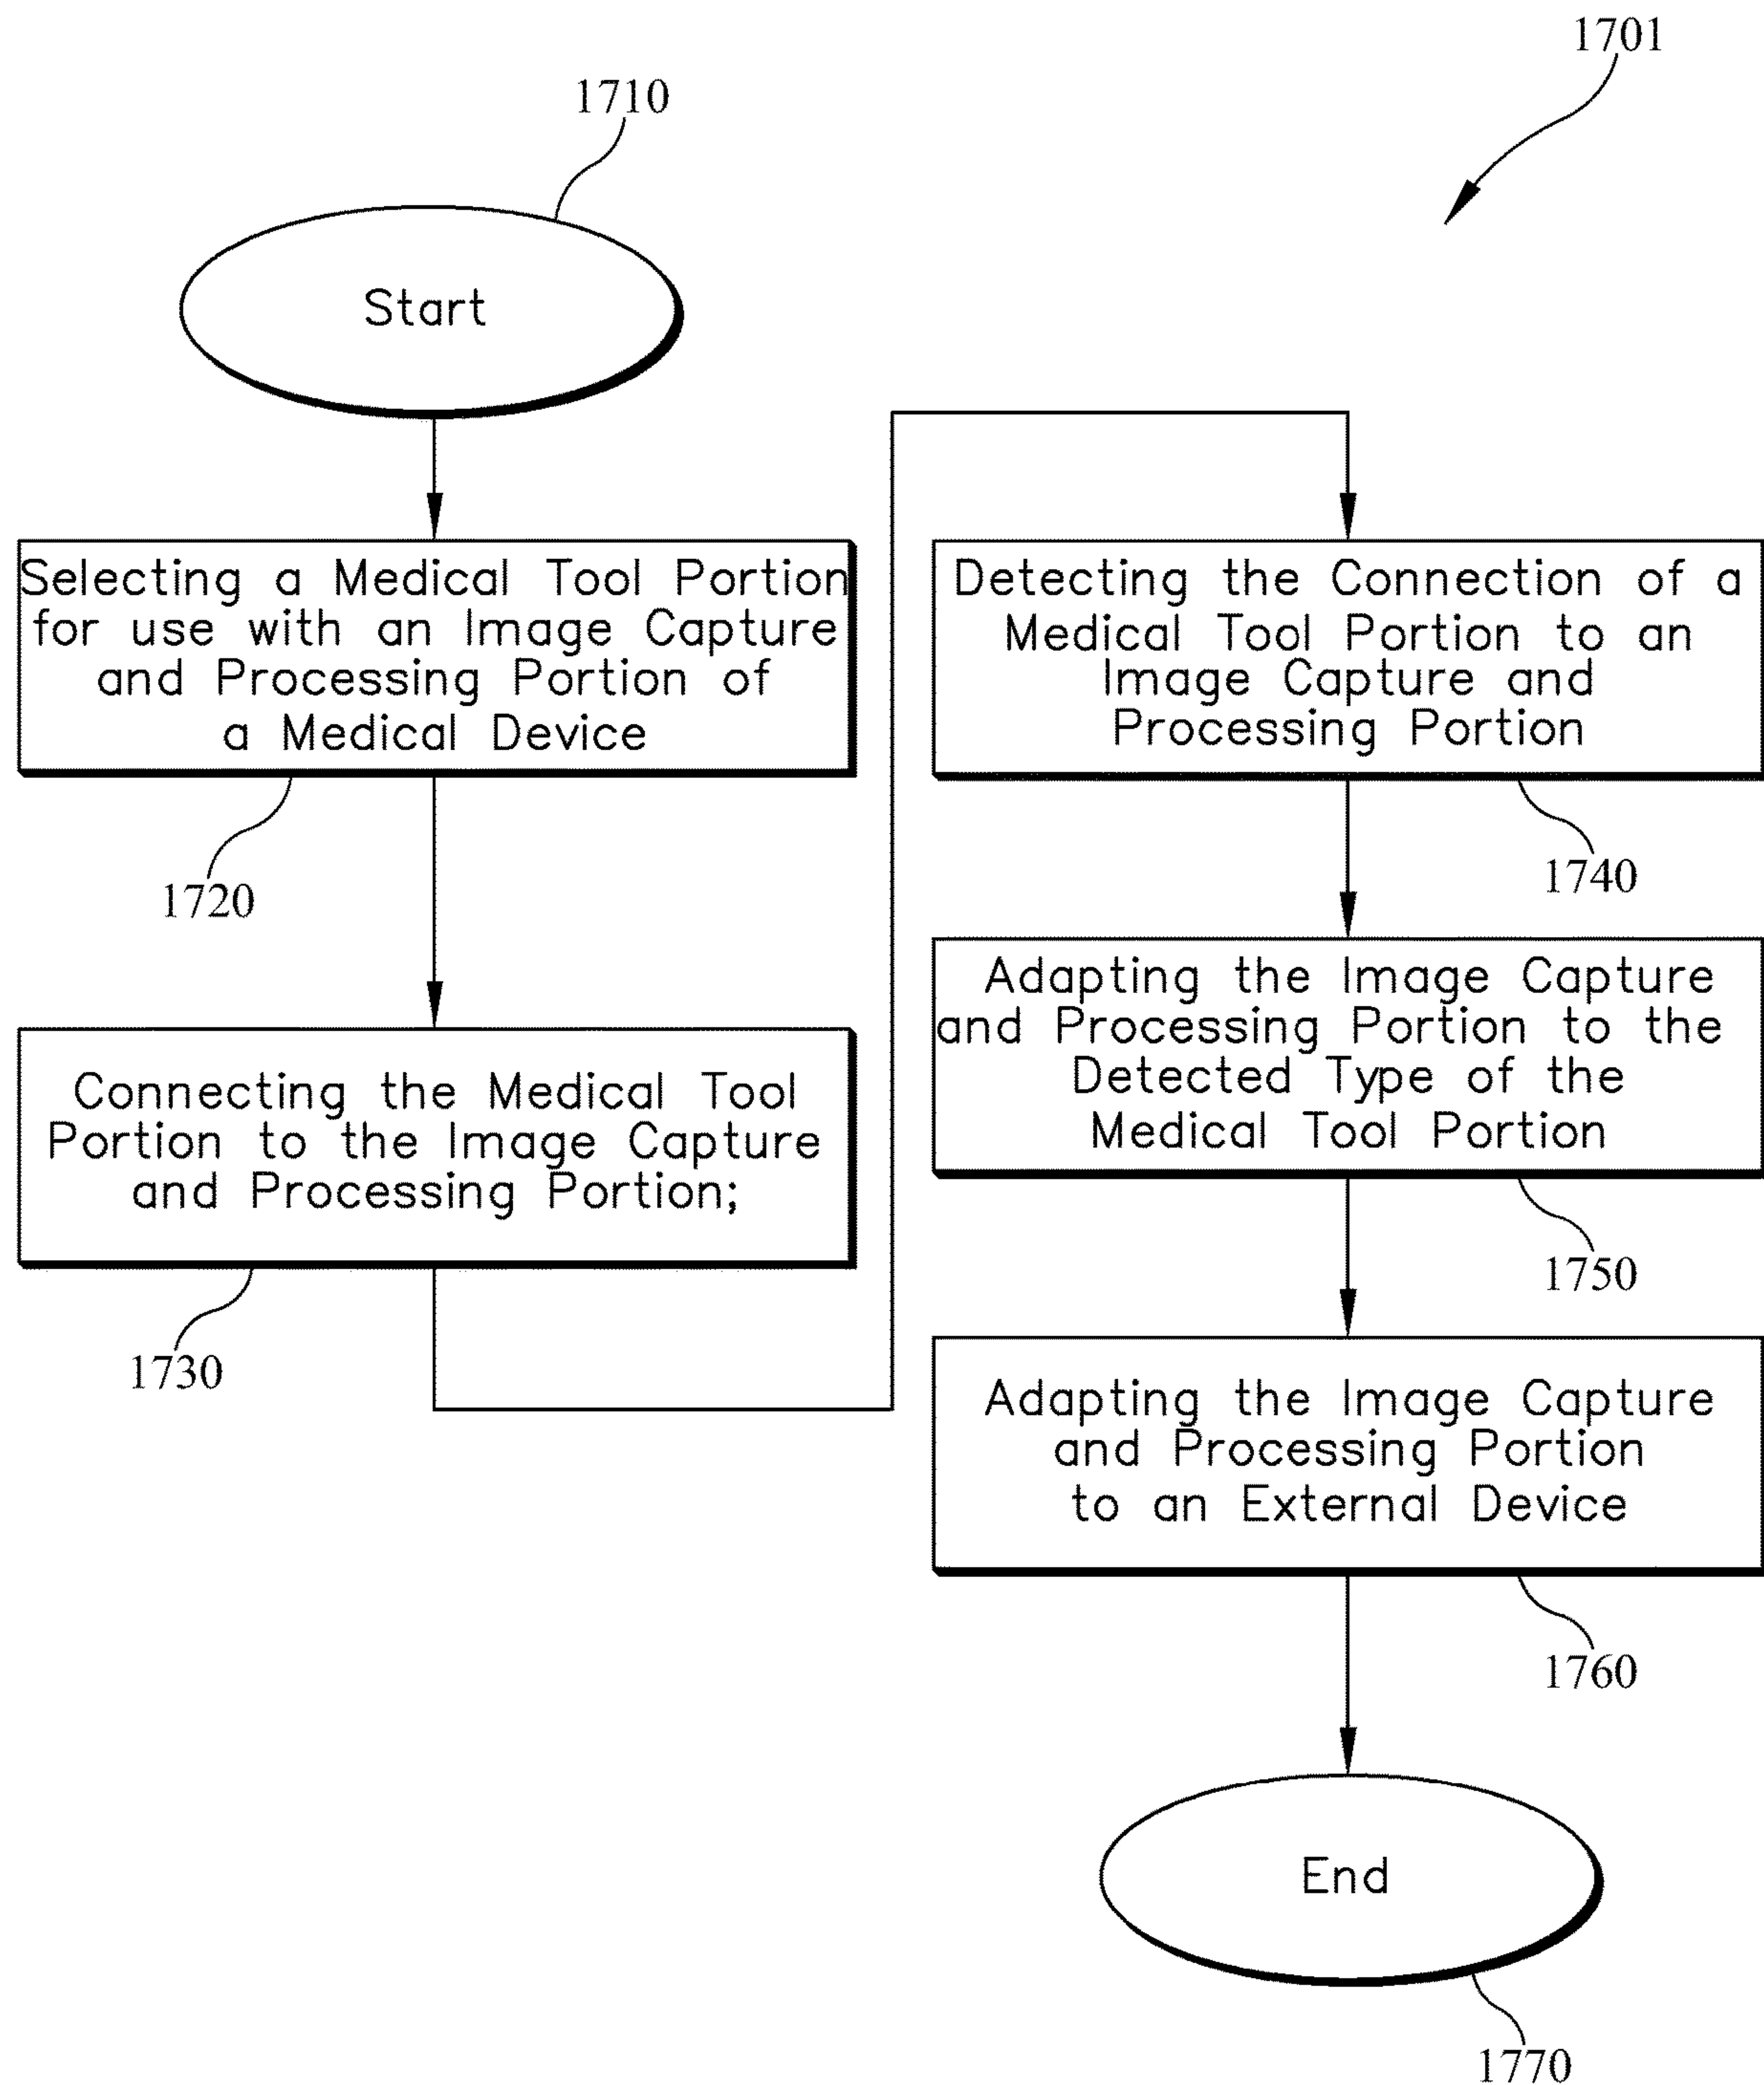 1701
1710
Start
Selecting a Medical Tool Portion
for use with an Image Capture
and Processing Portion of
a Medical Device
1720
Connecting the Medical Tool
Portion to the Image Capture
and Processing Portion;
1730
Detecting the Connection of a
Medical Tool Portion to an
Image Capture and
Processing Portion
1740
Adapting the Image Capture
and Processing Portion to the
Detected Type of the
Medical Tool Portion
1750
Adapting the Image Capture
and Processing Portion
to an External Device
1760
End
1770